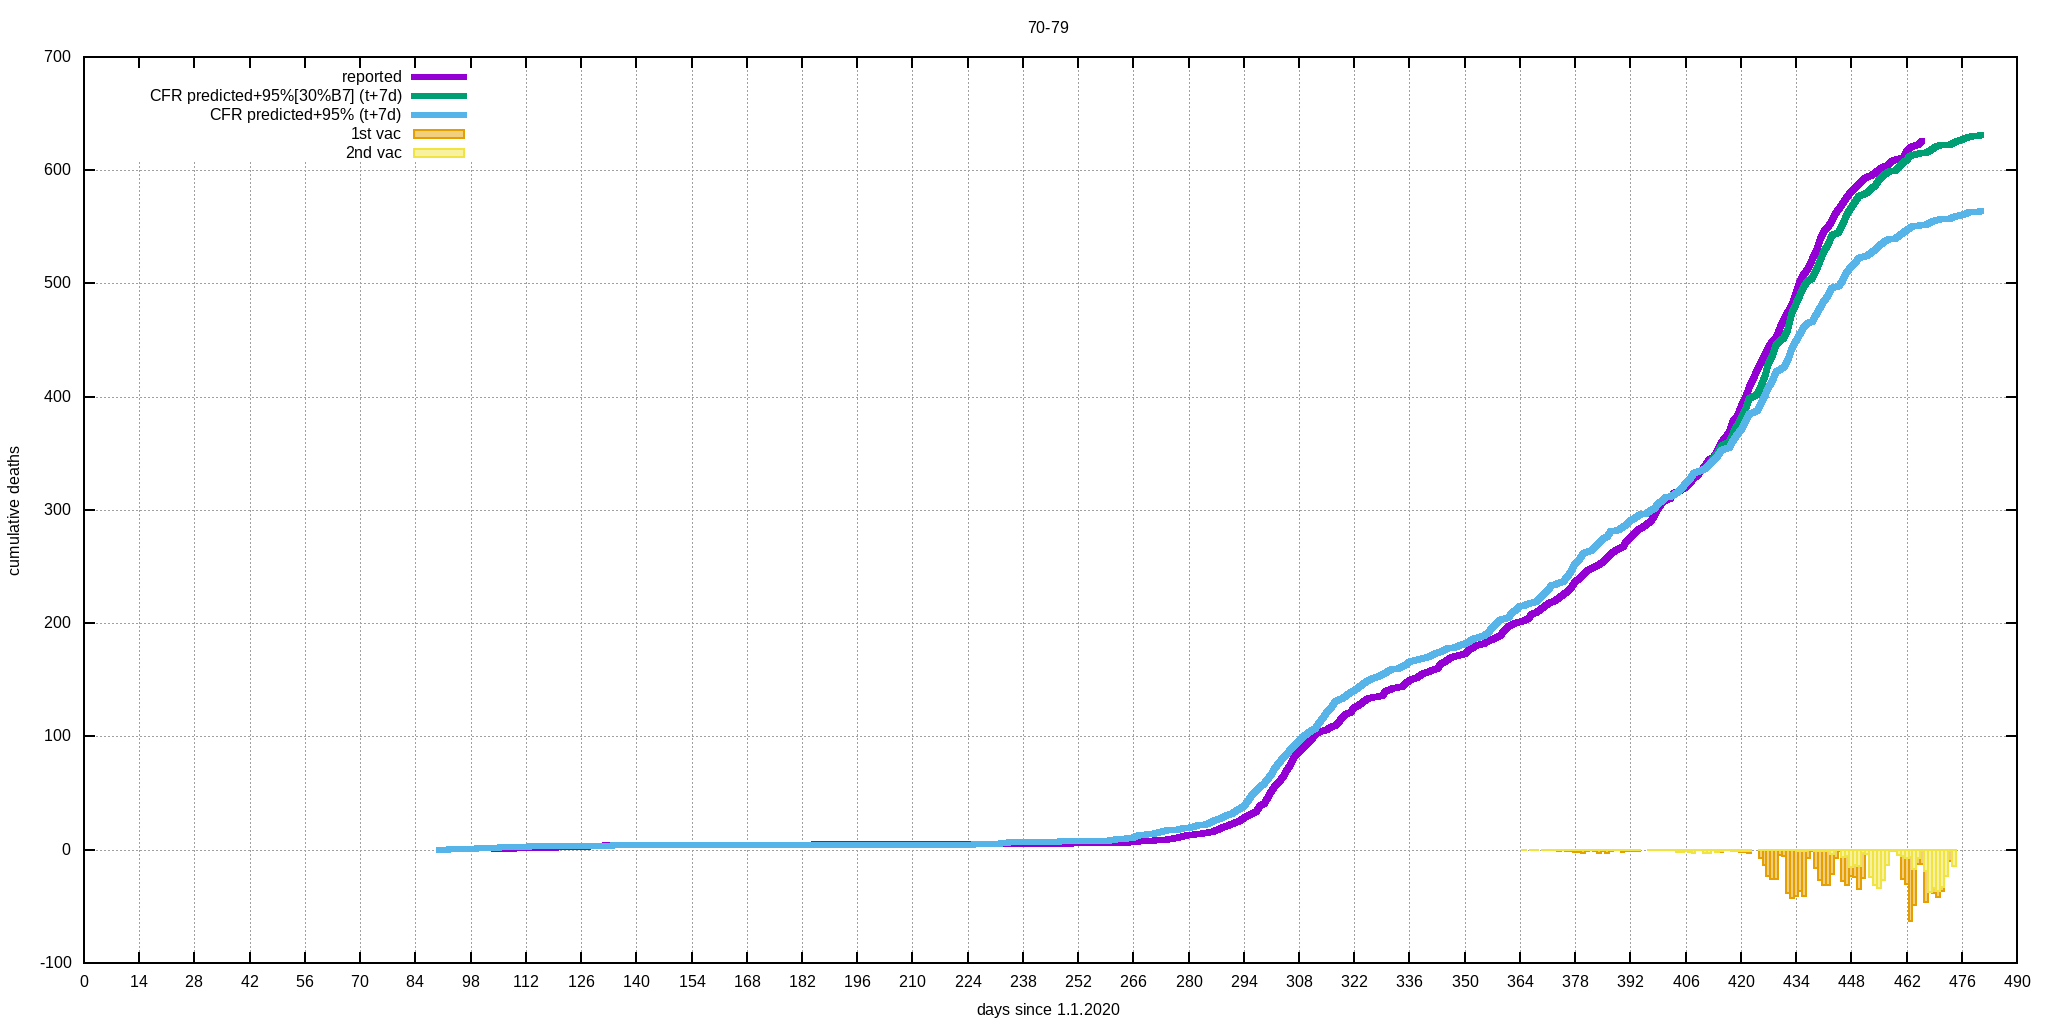 70-79
700
600
500
400
300
200
100
0
-100
cumulative deaths
reported
CFR predicted+95%[30%B7] (t+7d)
CFR predicted+95% (t+7d)
1st vac
2nd vac
0 14 28 42 56 70 84 98 112 126 140 154 168 182 196 210 224 238 252 266 280 294 308 322 336 350 364 378 392 406 420 434 448 462 476 490
days since 1.1.2020